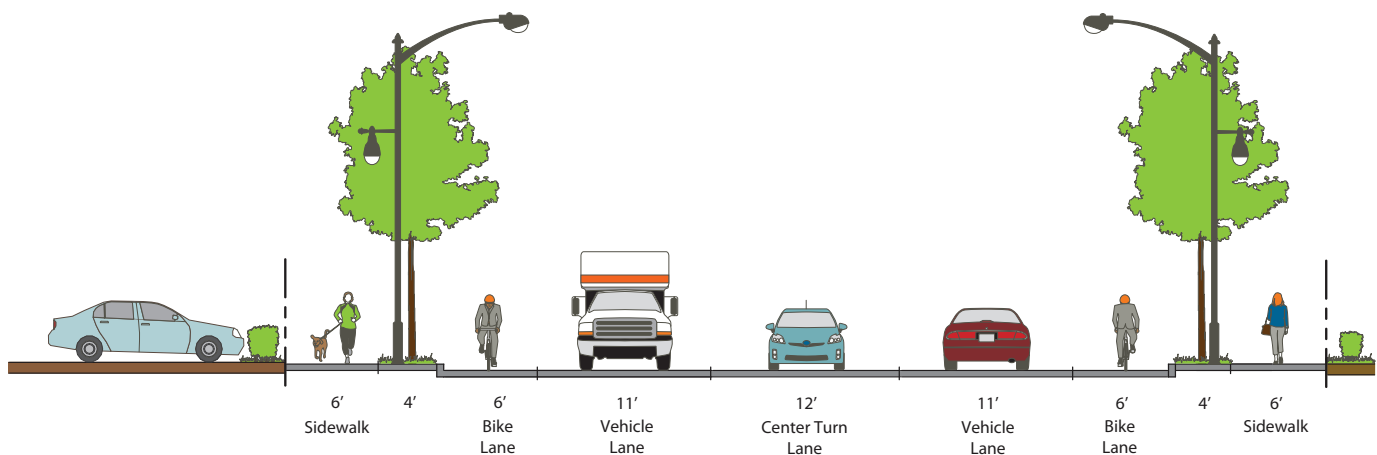 6’ 4’ 6’ 11’ 12’ 11’ 6’ 4’ 6’
Sidewalk Bike Vehicle Center Turn Vehicle Bike Sidewalk
Lane Lane Lane Lane Lane